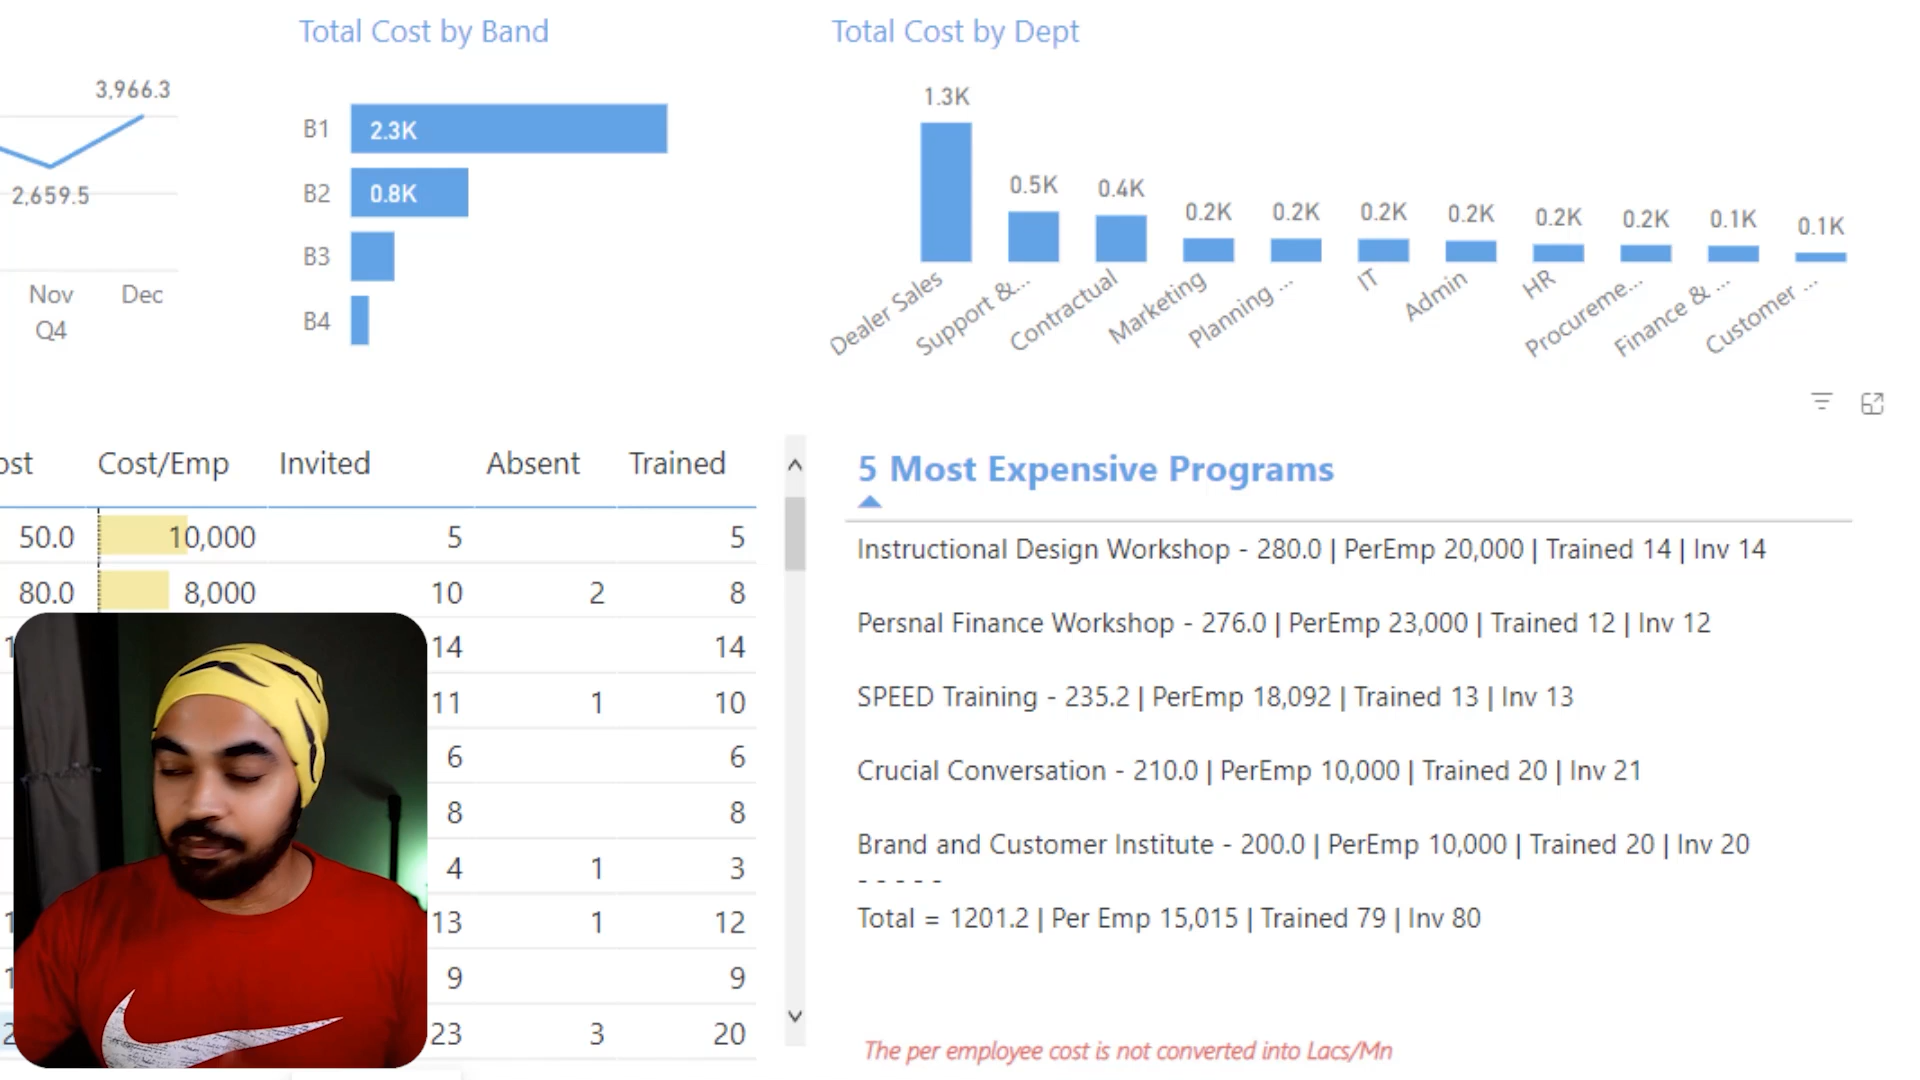 Total Cost by Band
Total Cost by Dept
3,966.3
2,659.5
Nov
Dec
Q4
B1
2.3K
B2
0.8K
B3
B4
1.3K
0.5K
0.4K
0.2K
0.2K
0.2K
0.2K
0.2K
0.2K
0.1K
0.1K
Dealer Sales
Support &...
Contractual
Marketing
Planning ...
IT
Admin
HR
Procureme...
Finance & ...
Customer ...
ost Cost/Emp Invited Absent Trained
50.0 10,000 5 5
80.0 8,000 10 2 8
14 14
11 1 10
6 6
8 8
4 1 3
13 1 12
9 9
23 3 20
5 Most Expensive Programs
Instructional Design Workshop - 280.0 | PerEmp 20,000 | Trained 14 | Inv 14
Persnal Finance Workshop - 276.0 | PerEmp 23,000 | Trained 12 | Inv 12
SPEED Training - 235.2 | PerEmp 18,092 | Trained 13 | Inv 13
Crucial Conversation - 210.0 | PerEmp 10,000 | Trained 20 | Inv 21
Brand and Customer Institute - 200.0 | PerEmp 10,000 | Trained 20 | Inv 20
- - - - -
Total = 1201.2 | Per Emp 15,015 | Trained 79 | Inv 80
The per employee cost is not converted into Lacs/Mn